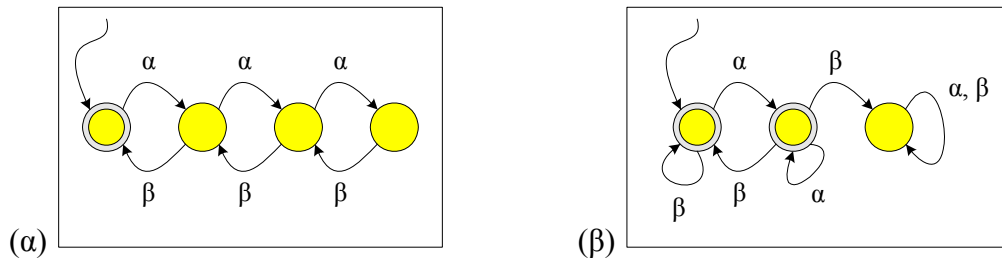 α α α
β β β
(α)
α β
α, β
β β α
(β)